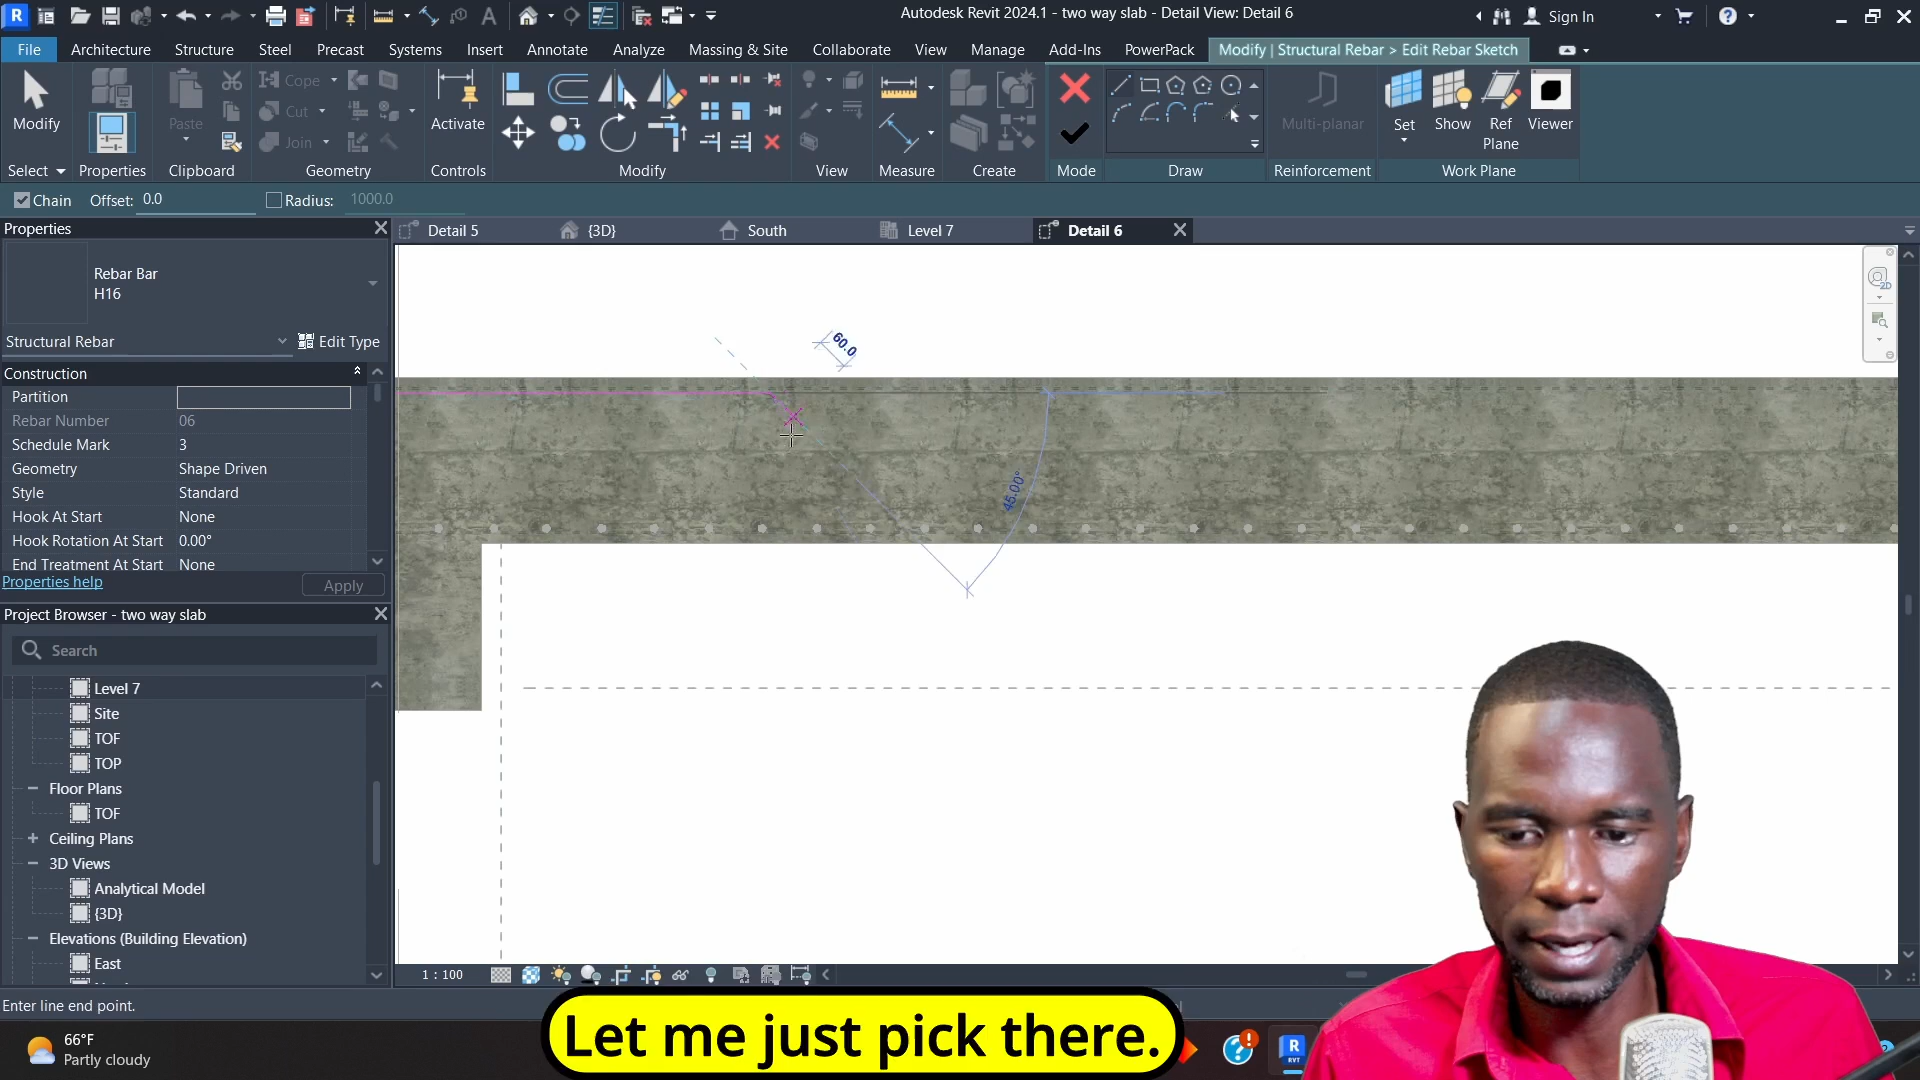 Autodesk Revit 2024.1 - two way slab - Detail View: Detail 6
Sign In
File Architecture Structure Steel Precast Systems Insert Annotate Analyze Massing & Site Collaborate View Manage Add-Ins PowerPack Modify | Structural Rebar > Edit Rebar Sketch
Modify
Paste
Cope
Cut
Join
Activate
Multi-planar
Set
Show
Ref Plane
Viewer
Select Properties Clipboard Geometry Controls Modify View Measure Create Mode Draw Reinforcement Work Plane
Chain Offset: 0.0 Radius: 1000.0
Properties
Detail 5 {3D} South Level 7 Detail 6
Rebar Bar
H16
Structural Rebar Edit Type
Construction
Partition
Rebar Number 06
Schedule Mark 3
Geometry Shape Driven
Style Standard
Hook At Start None
Hook Rotation At Start 0.00°
End Treatment At Start None
Properties help Apply
60.0
45.00°
2D
Project Browser - two way slab
Search
Level 7
Site
TOF
TOP
Floor Plans
TOF
Ceiling Plans
3D Views
Analytical Model
{3D}
Elevations (Building Elevation)
East
1 : 100
Enter line end point.
66°F
Partly cloudy
Let me just pick there.
R
RVT